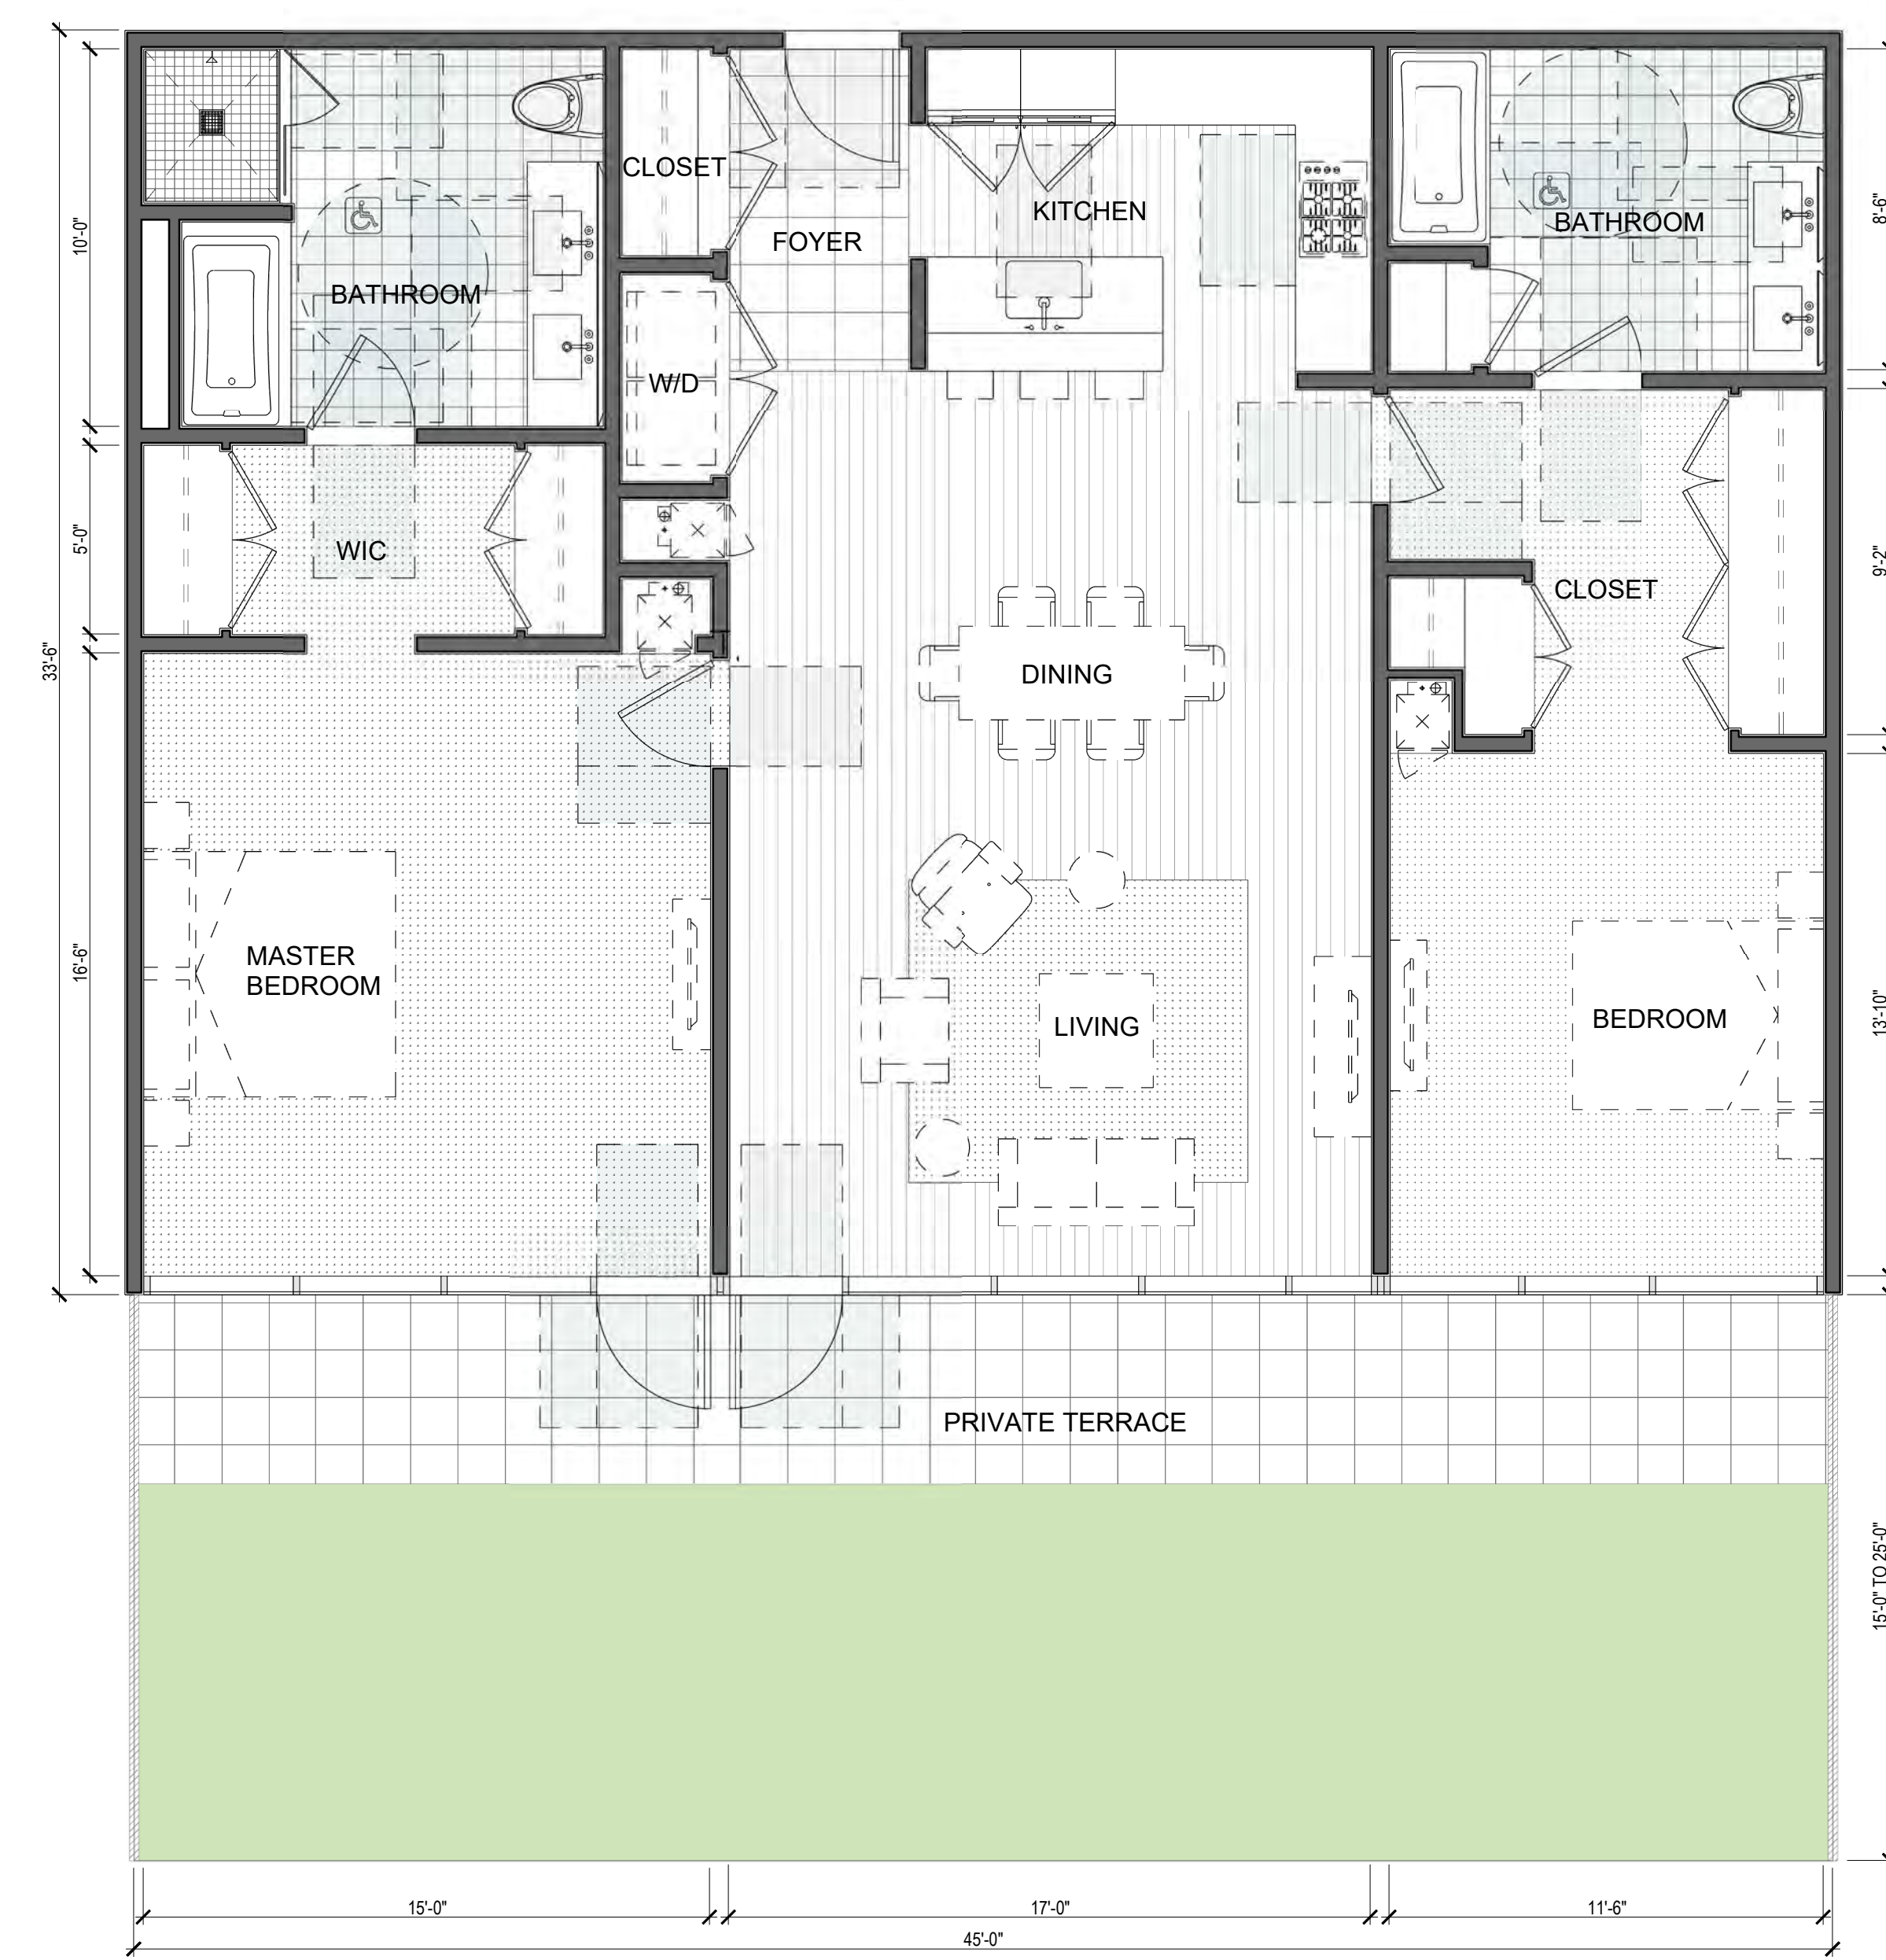 CLOSET
KITCHEN
FOYER
BATHROOM
BATHROOM
W/D
WIC
CLOSET
DINING
MASTER
BEDROOM
LIVING
BEDROOM
PRIVATE TERRACE
10'-0"
5'-0"
33'-6"
16'-6"
8'-6"
9'-2"
13'-10"
15'-0" TO 25'-0"
15'-0"
17'-0"
11'-6"
45'-0"